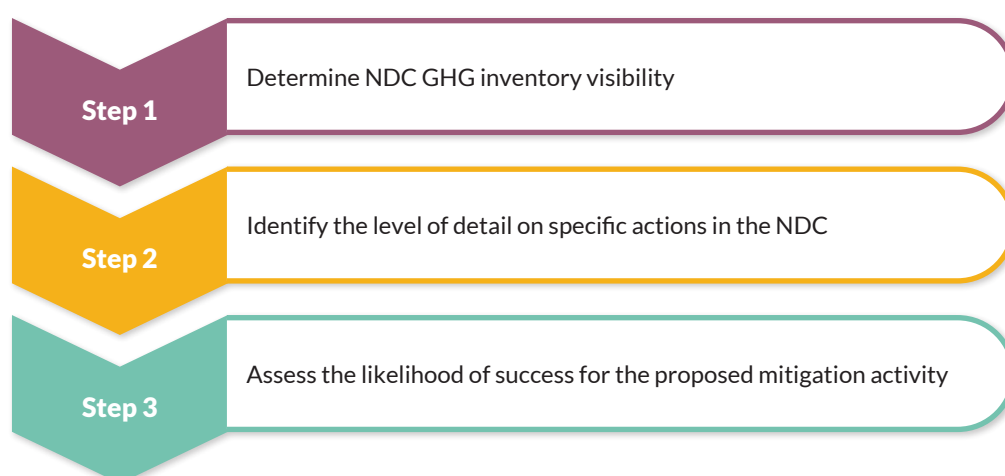 Step 1
Determine NDC GHG inventory visibility
Step 2
Identify the level of detail on specific actions in the NDC
Step 3
Assess the likelihood of success for the proposed mitigation activity